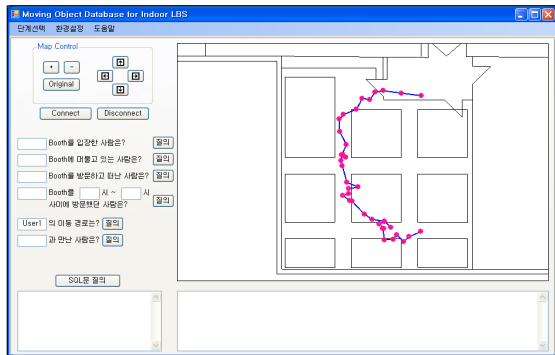 Moving Object Database for Indoor LBS
단계선택 환경설정 도움말
Map Control
+ -
Original
Connect Disconnect
Booth를 입장한 사람은? 질의
Booth에 머물고 있는 사람은? 질의
Booth을 방문하고 떠난 사람은? 질의
Booth를 시 ~ 시
사이에 방문했던 사람은? 질의
User1 의 이동 경로는? 질의
과 만난 사람은? 질의
SQL문 질의